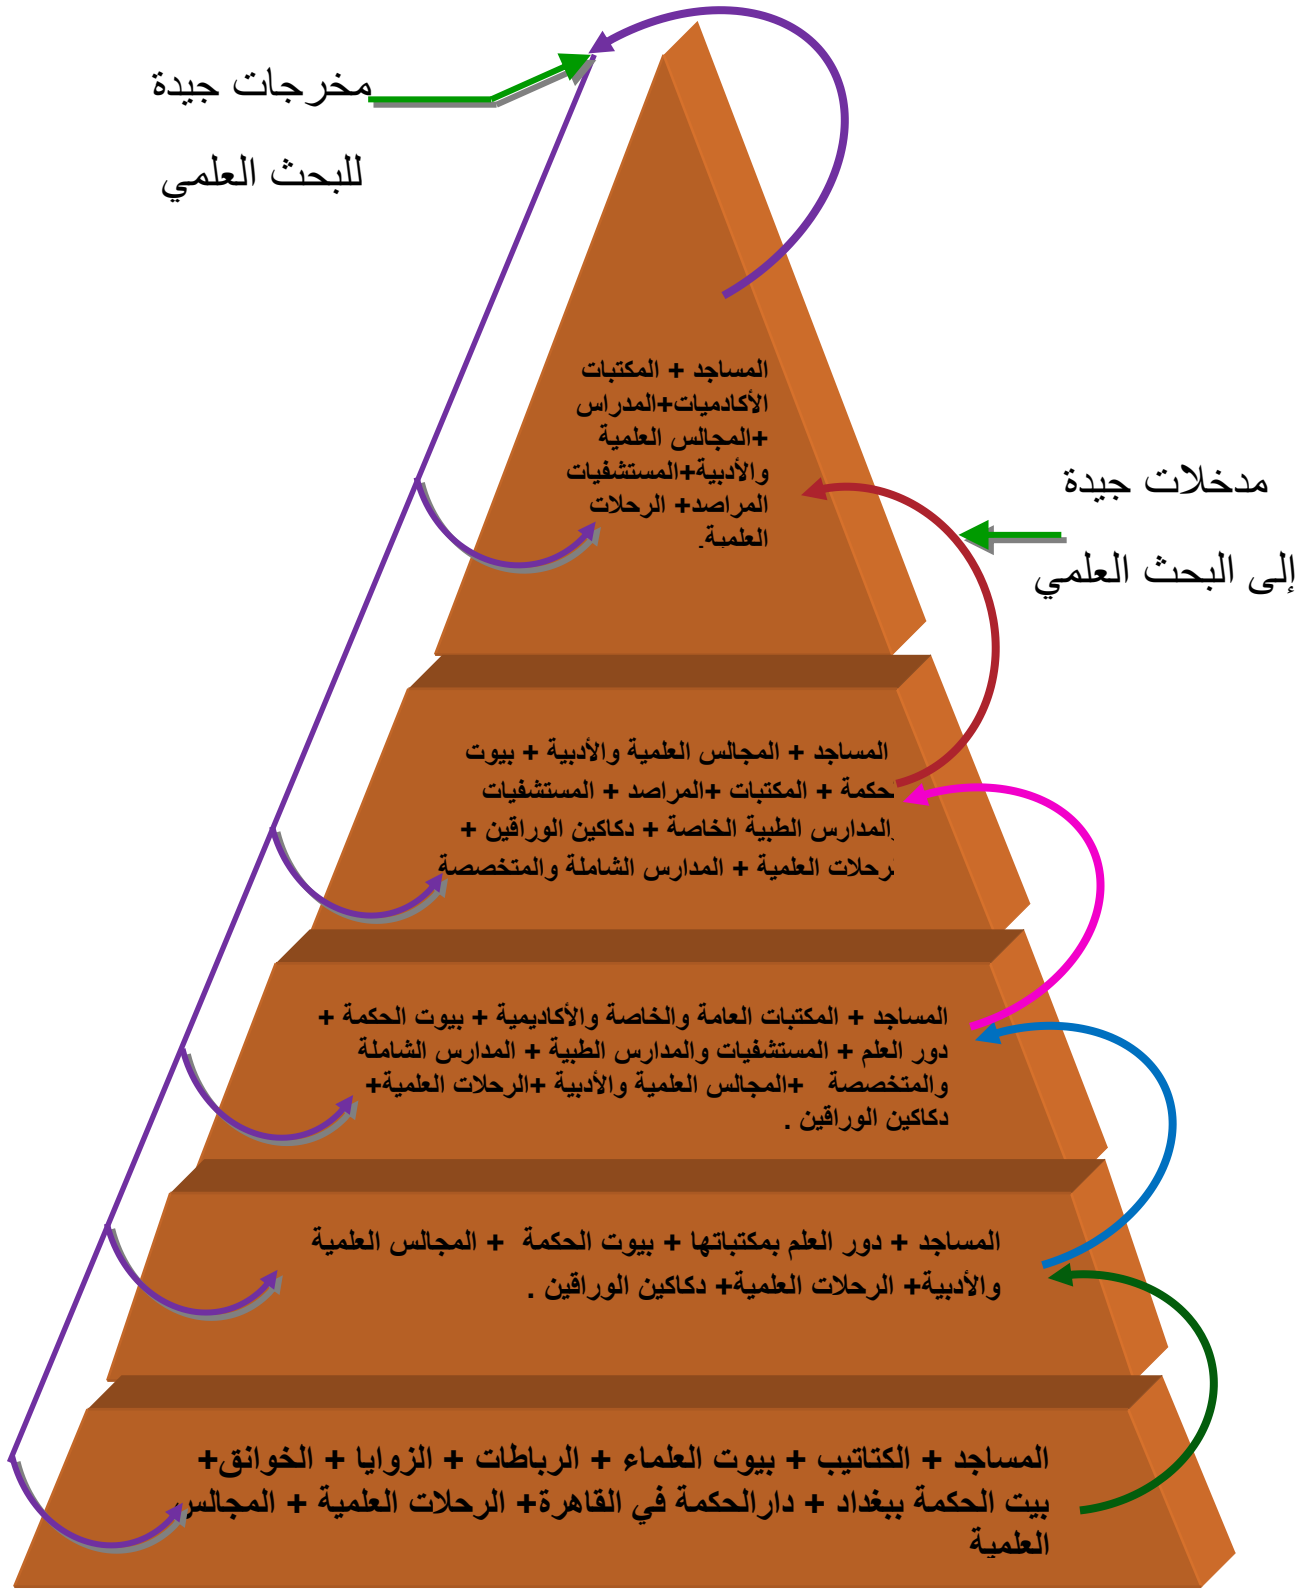 مخرجات جيدة
للبحث العلمي
المساجد + المكتبات
الأكادميات+المدراس
+المجالس العلمية
والأدبية+المستشفيات
المراصد+ الرحلات
العلمية.
مدخلات جيدة
إلى البحث العلمي
المساجد + المجالس العلمية والأدبية + بيوت
حكمة + المكتبات +المراصد + المستشفيات
المدارس الطبية الخاصة + دكاكين الوراقين +
رحلات العلمية + المدارس الشاملة والمتخصصة
المساجد + المكتبات العامة والخاصة والأكاديمية + بيوت الحكمة +
دور العلم + المستشفيات والمدارس الطبية + المدارس الشاملة
والمتخصصة +المجالس العلمية والأدبية +الرحلات العلمية+
دكاكين الوراقين .
المساجد + دور العلم بمكتباتها + بيوت الحكمة + المجالس العلمية
والأدبية+ الرحلات العلمية+ دكاكين الوراقين .
المساجد + الكتاتيب + بيوت العلماء + الرباطات + الزوايا + الخوانق+
بيت الحكمة ببغداد + دارالحكمة في القاهرة+ الرحلات العلمية + المجالس
العلمية